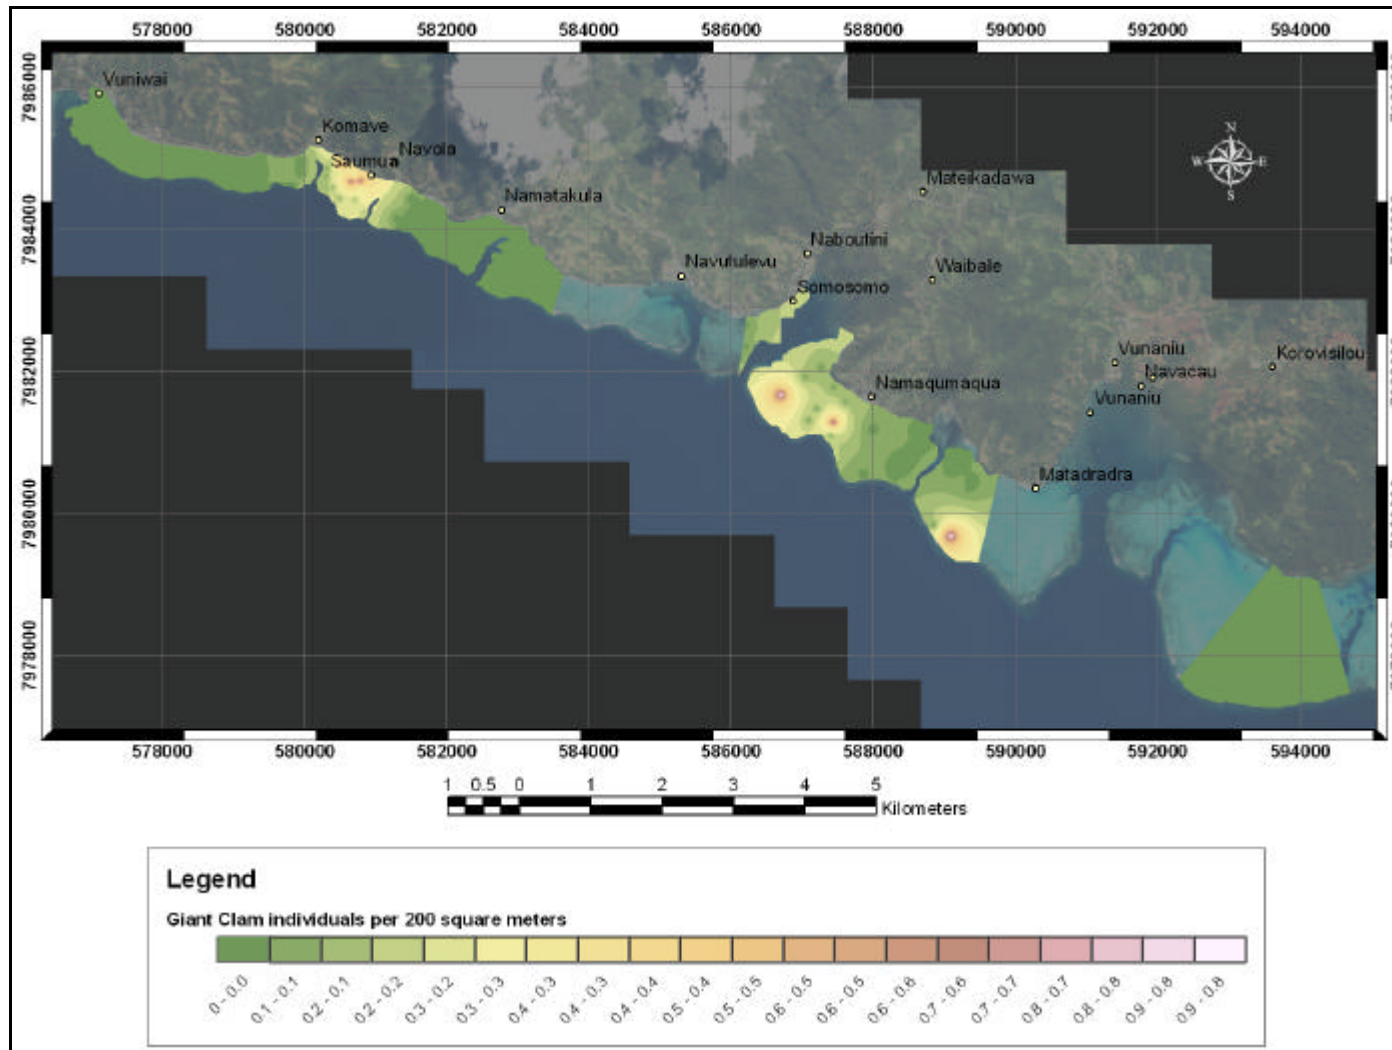 578000 580000 582000 584000 586000 588000 590000 592000 594000
7986000
7984000
7982000
7980000
7978000
Vuniwai
Komave
Navola
Saumua
Namatakula
Navutulevu
Naboutini
Somosomo
Mateikadawa
Waibale
Namaqumaqua
Vunaniu
Navacau
Vunaniu
Korovisilou
Matadradra
N
W E
S
578000 580000 582000 584000 586000 588000 590000 592000 594000
1 0.5 0 1 2 3 4 5
Kilometers
Legend
Giant Clam individuals per 200 square meters
0 - 0.0 0.1 - 0.1 0.2 - 0.1 0.2 - 0.2 0.3 - 0.2 0.3 - 0.3 0.4 - 0.3 0.4 - 0.3 0.4 - 0.4 0.5 - 0.4 0.5 - 0.5 0.6 - 0.5 0.6 - 0.5 0.6 - 0.6 0.7 - 0.6 0.7 - 0.7 0.8 - 0.7 0.8 - 0.8 0.9 - 0.8 0.9 - 0.8